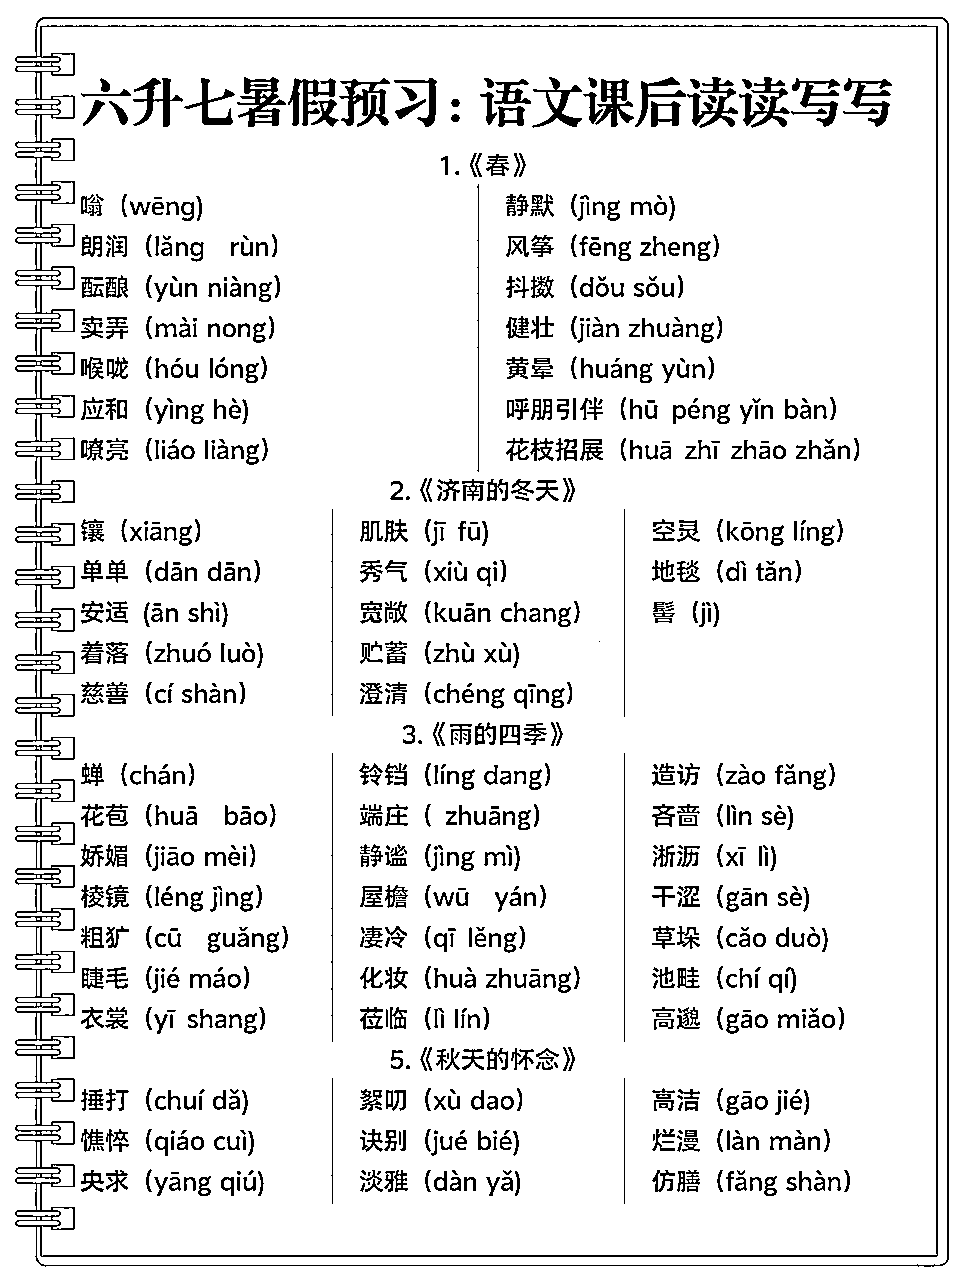 六升七暑假预习：语文课后读读写写
1.《春》
嗡（wēng)
静默（jìng mò)
朗润（lǎng rùn）
风筝（fēng zheng）
酝酿（yùn niàng)
抖擞（dǒu sǒu）
卖弄（mài nong)
健壮（jiàn zhuàng）
喉咙（hóu lóng)
黄晕（huáng yùn）
应和（yìng hè)
呼朋引伴（hū péng yǐn bàn）
嘹亮（liáo liàng)
花枝招展（huā zhī zhāo zhǎn）
2.《济南的冬天》
镶（xiāng）
肌肤（jī fū)
空灵（kōng líng)
单单（dān dān）
秀气（xiù qi）
地毯（dì tǎn）
安适 (ān shì)
宽敞（kuān chang）
髻（jì)
着落（zhuó luò)
贮蓄（zhù xù)
慈善（cí shàn）
澄清（chéng qīng)
3.《雨的四季》
蝉（chán）
铃铛（líng dang）
造访（zào fǎng）
花苞（huā bāo）
端庄（ zhuāng）
吝啬（lìn sè)
娇媚（jiāo mèi）
静谧（jìng mì)
淅沥（xī lì)
棱镜（léng jìng)
屋檐（wū yán）
干涩（gān sè)
粗犷（cū guǎng）
凄冷（qī lěng）
草垛（cǎo duò)
睫毛（jié máo）
化妆（huà zhuāng）
池畦（chí qí)
衣裳（yī shang）
莅临（lì lín）
高邈（gāo miǎo）
5.《秋天的怀念》
捶打（chuí dǎ)
絮叨（xù dao）
高洁（gāo jié)
憔悴（qiáo cuì)
诀别（jué bié)
烂漫（làn màn）
央求（yāng qiú)
淡雅（dàn yǎ)
仿膳（fǎng shàn）